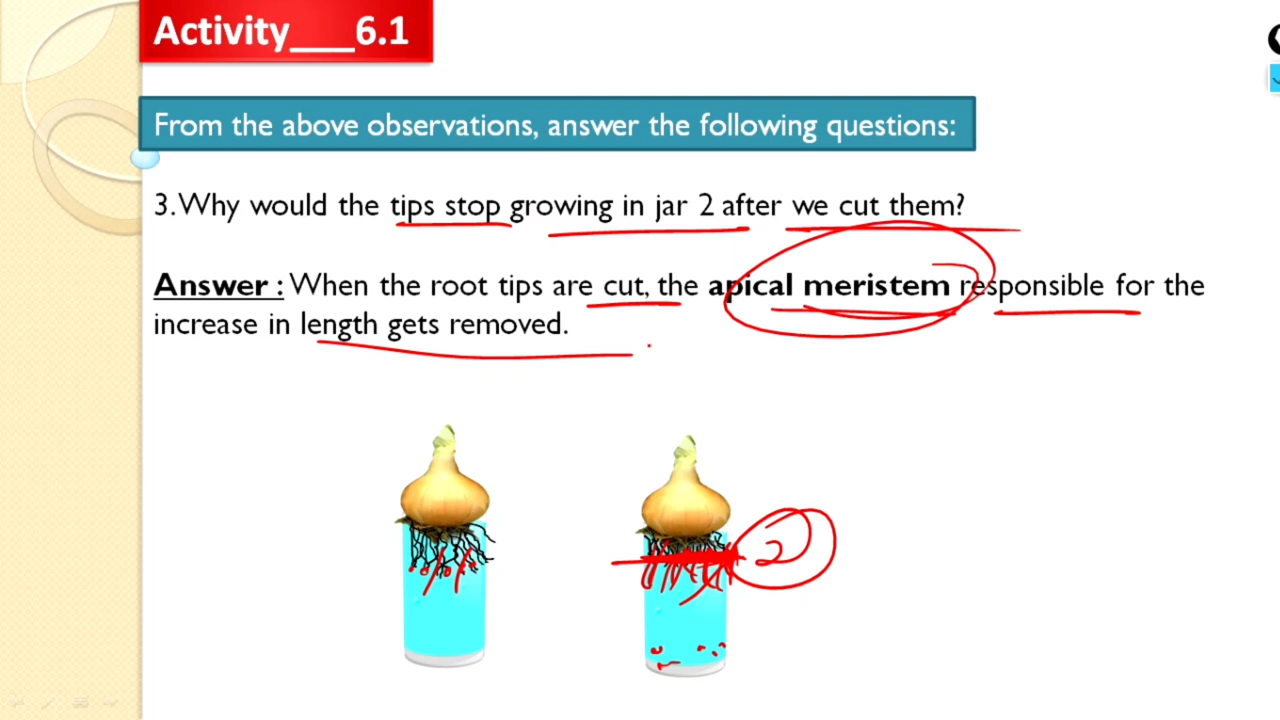 Activity___6.1
From the above observations, answer the following questions:
3. Why would the tips stop growing in jar 2 after we cut them?
Answer : When the root tips are cut, the apical meristem responsible for the
increase in length gets removed.
2